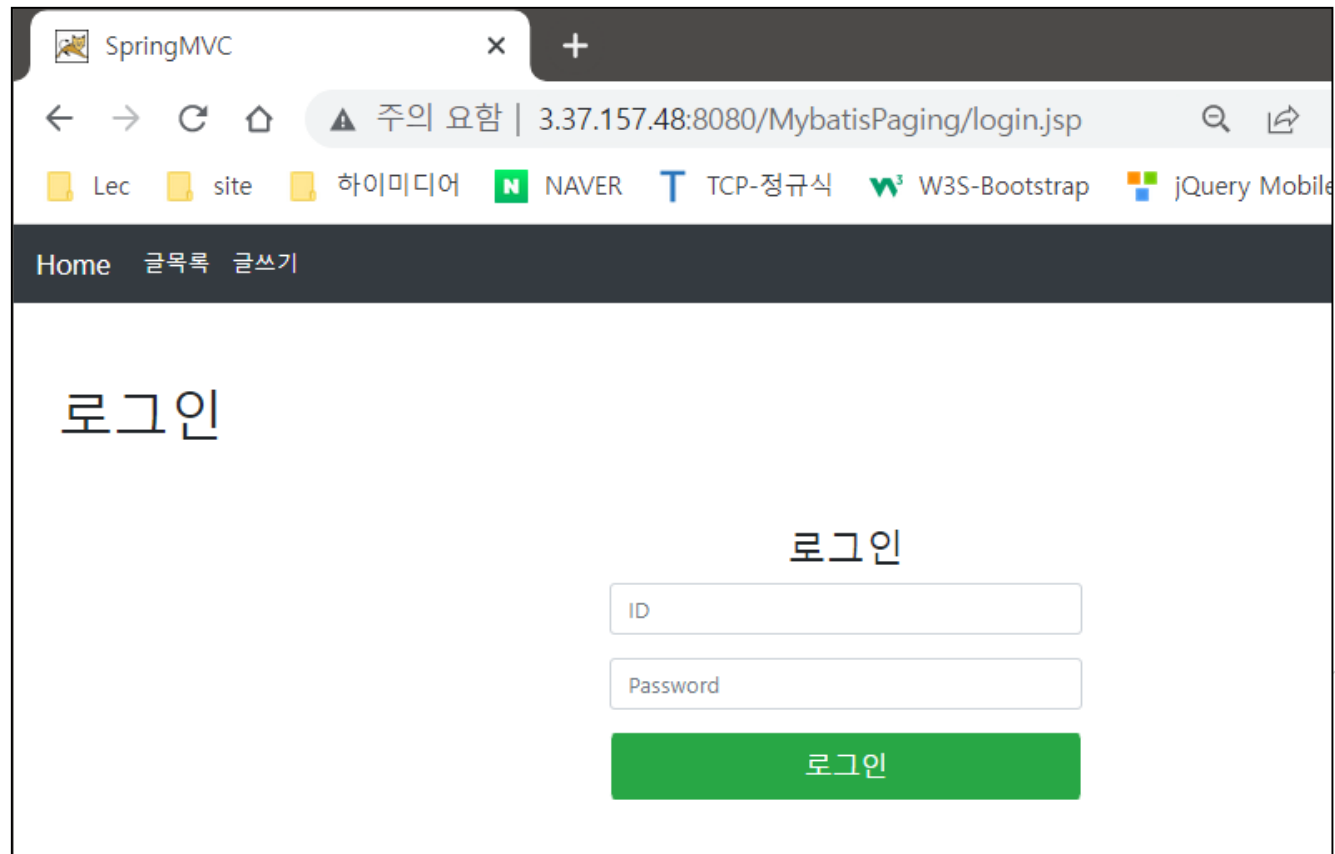 SpringMVC
주의 요함 | 3.37.157.48:8080/MybatisPaging/login.jsp
Lec site 하이미디어 N NAVER T TCP-정규식 W3S-Bootstrap jQuery Mobile
Home 글목록 글쓰기
로그인
로그인
ID
Password
로그인